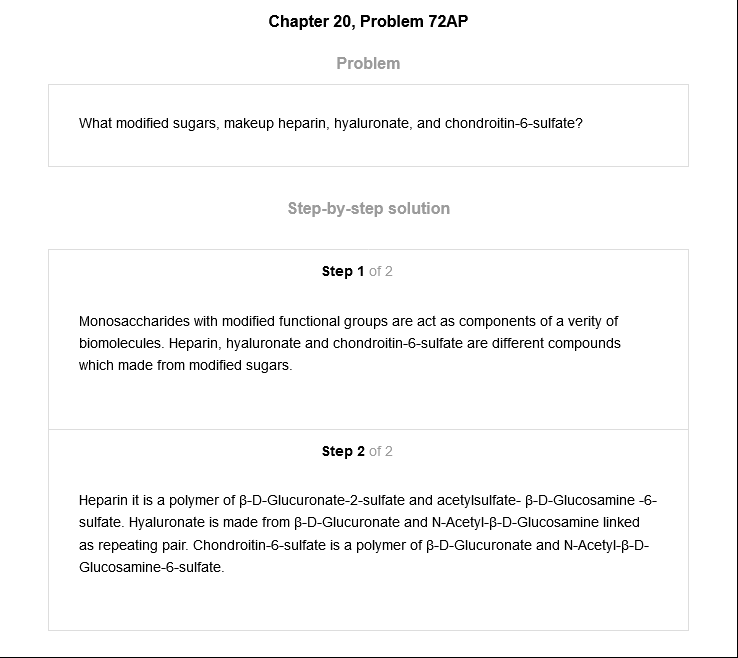 Chapter 20, Problem 72AP
Problem
What modified sugars, makeup heparin, hyaluronate, and chondroitin-6-sulfate?
Step-by-step solution
Step 1 of 2
Monosaccharides with modified functional groups are act as components of a verity of
biomolecules. Heparin, hyaluronate and chondroitin-6-sulfate are different compounds
which made from modified sugars.
Step 2 of 2
Heparin it is a polymer of β-D-Glucuronate-2-sulfate and acetylsulfate- β-D-Glucosamine -6-
sulfate. Hyaluronate is made from β-D-Glucuronate and N-Acetyl-β-D-Glucosamine linked
as repeating pair. Chondroitin-6-sulfate is a polymer of β-D-Glucuronate and N-Acetyl-β-D-
Glucosamine-6-sulfate.